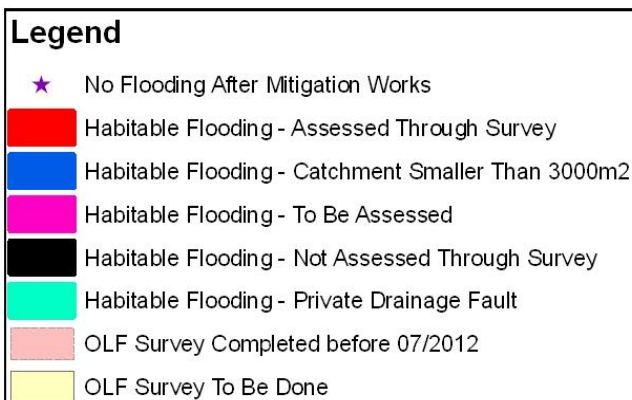 Legend
No Flooding After Mitigation Works
Habitable Flooding - Assessed Through Survey
Habitable Flooding - Catchment Smaller Than 3000m2
Habitable Flooding - To Be Assessed
Habitable Flooding - Not Assessed Through Survey
Habitable Flooding - Private Drainage Fault
OLF Survey Completed before 07/2012
OLF Survey To Be Done